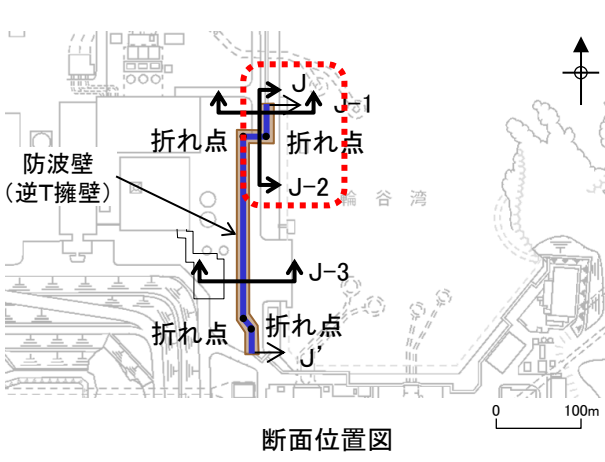 J
J-1
折れ点
折れ点
防波壁
（逆T擁壁）
J-2
輪谷湾
J-3
折れ点
折れ点
J'
0 100m
断面位置図